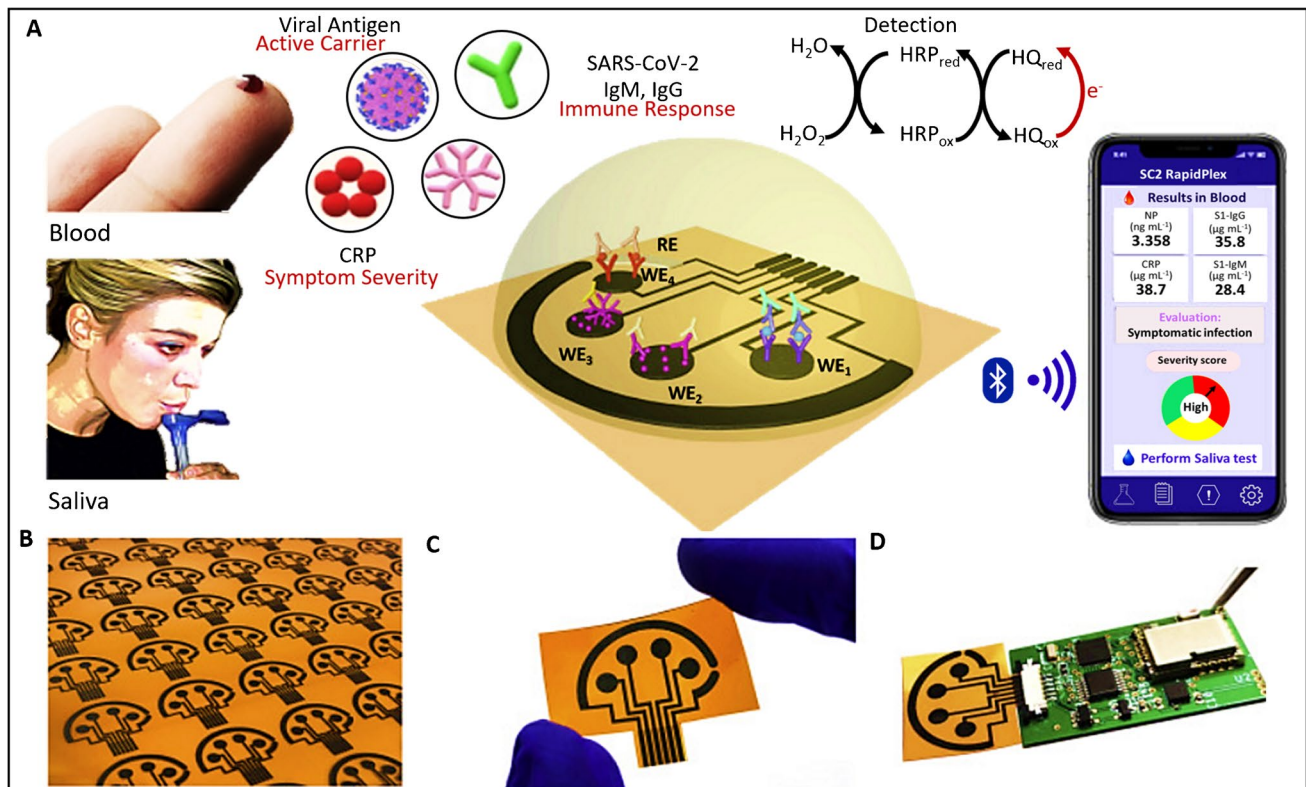 A
Viral Antigen
Active Carrier
SARS-CoV-2
IgM, IgG
Immune Response
CRP
Symptom Severity
Blood
Saliva
Detection
H₂O
HRPred
HQred
e⁻
H₂O₂
HRPox
HQox
RE
WE₄
WE₃
WE₂
WE₁
SC2 RapidPlex
Results in Blood
NP
(ng mL⁻¹)
3.358
S1-IgG
(µg mL⁻¹)
35.8
CRP
(µg mL⁻¹)
38.7
S1-IgM
(µg mL⁻¹)
28.4
Evaluation:
Symptomatic infection
Severity score
High
Perform Saliva test
B
C
D